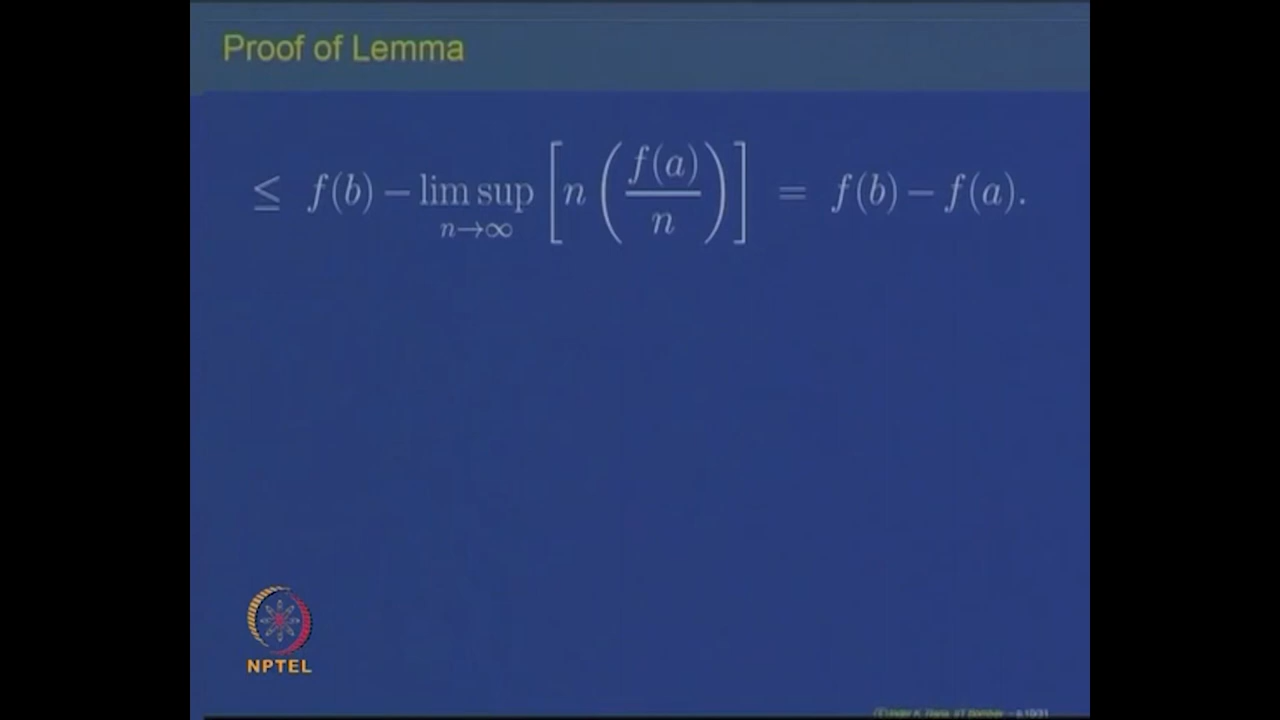 Proof of Lemma
≤ f(b) − lim sup_{n→∞} [ n ( f(a)/n ) ] = f(b) − f(a).
NPTEL